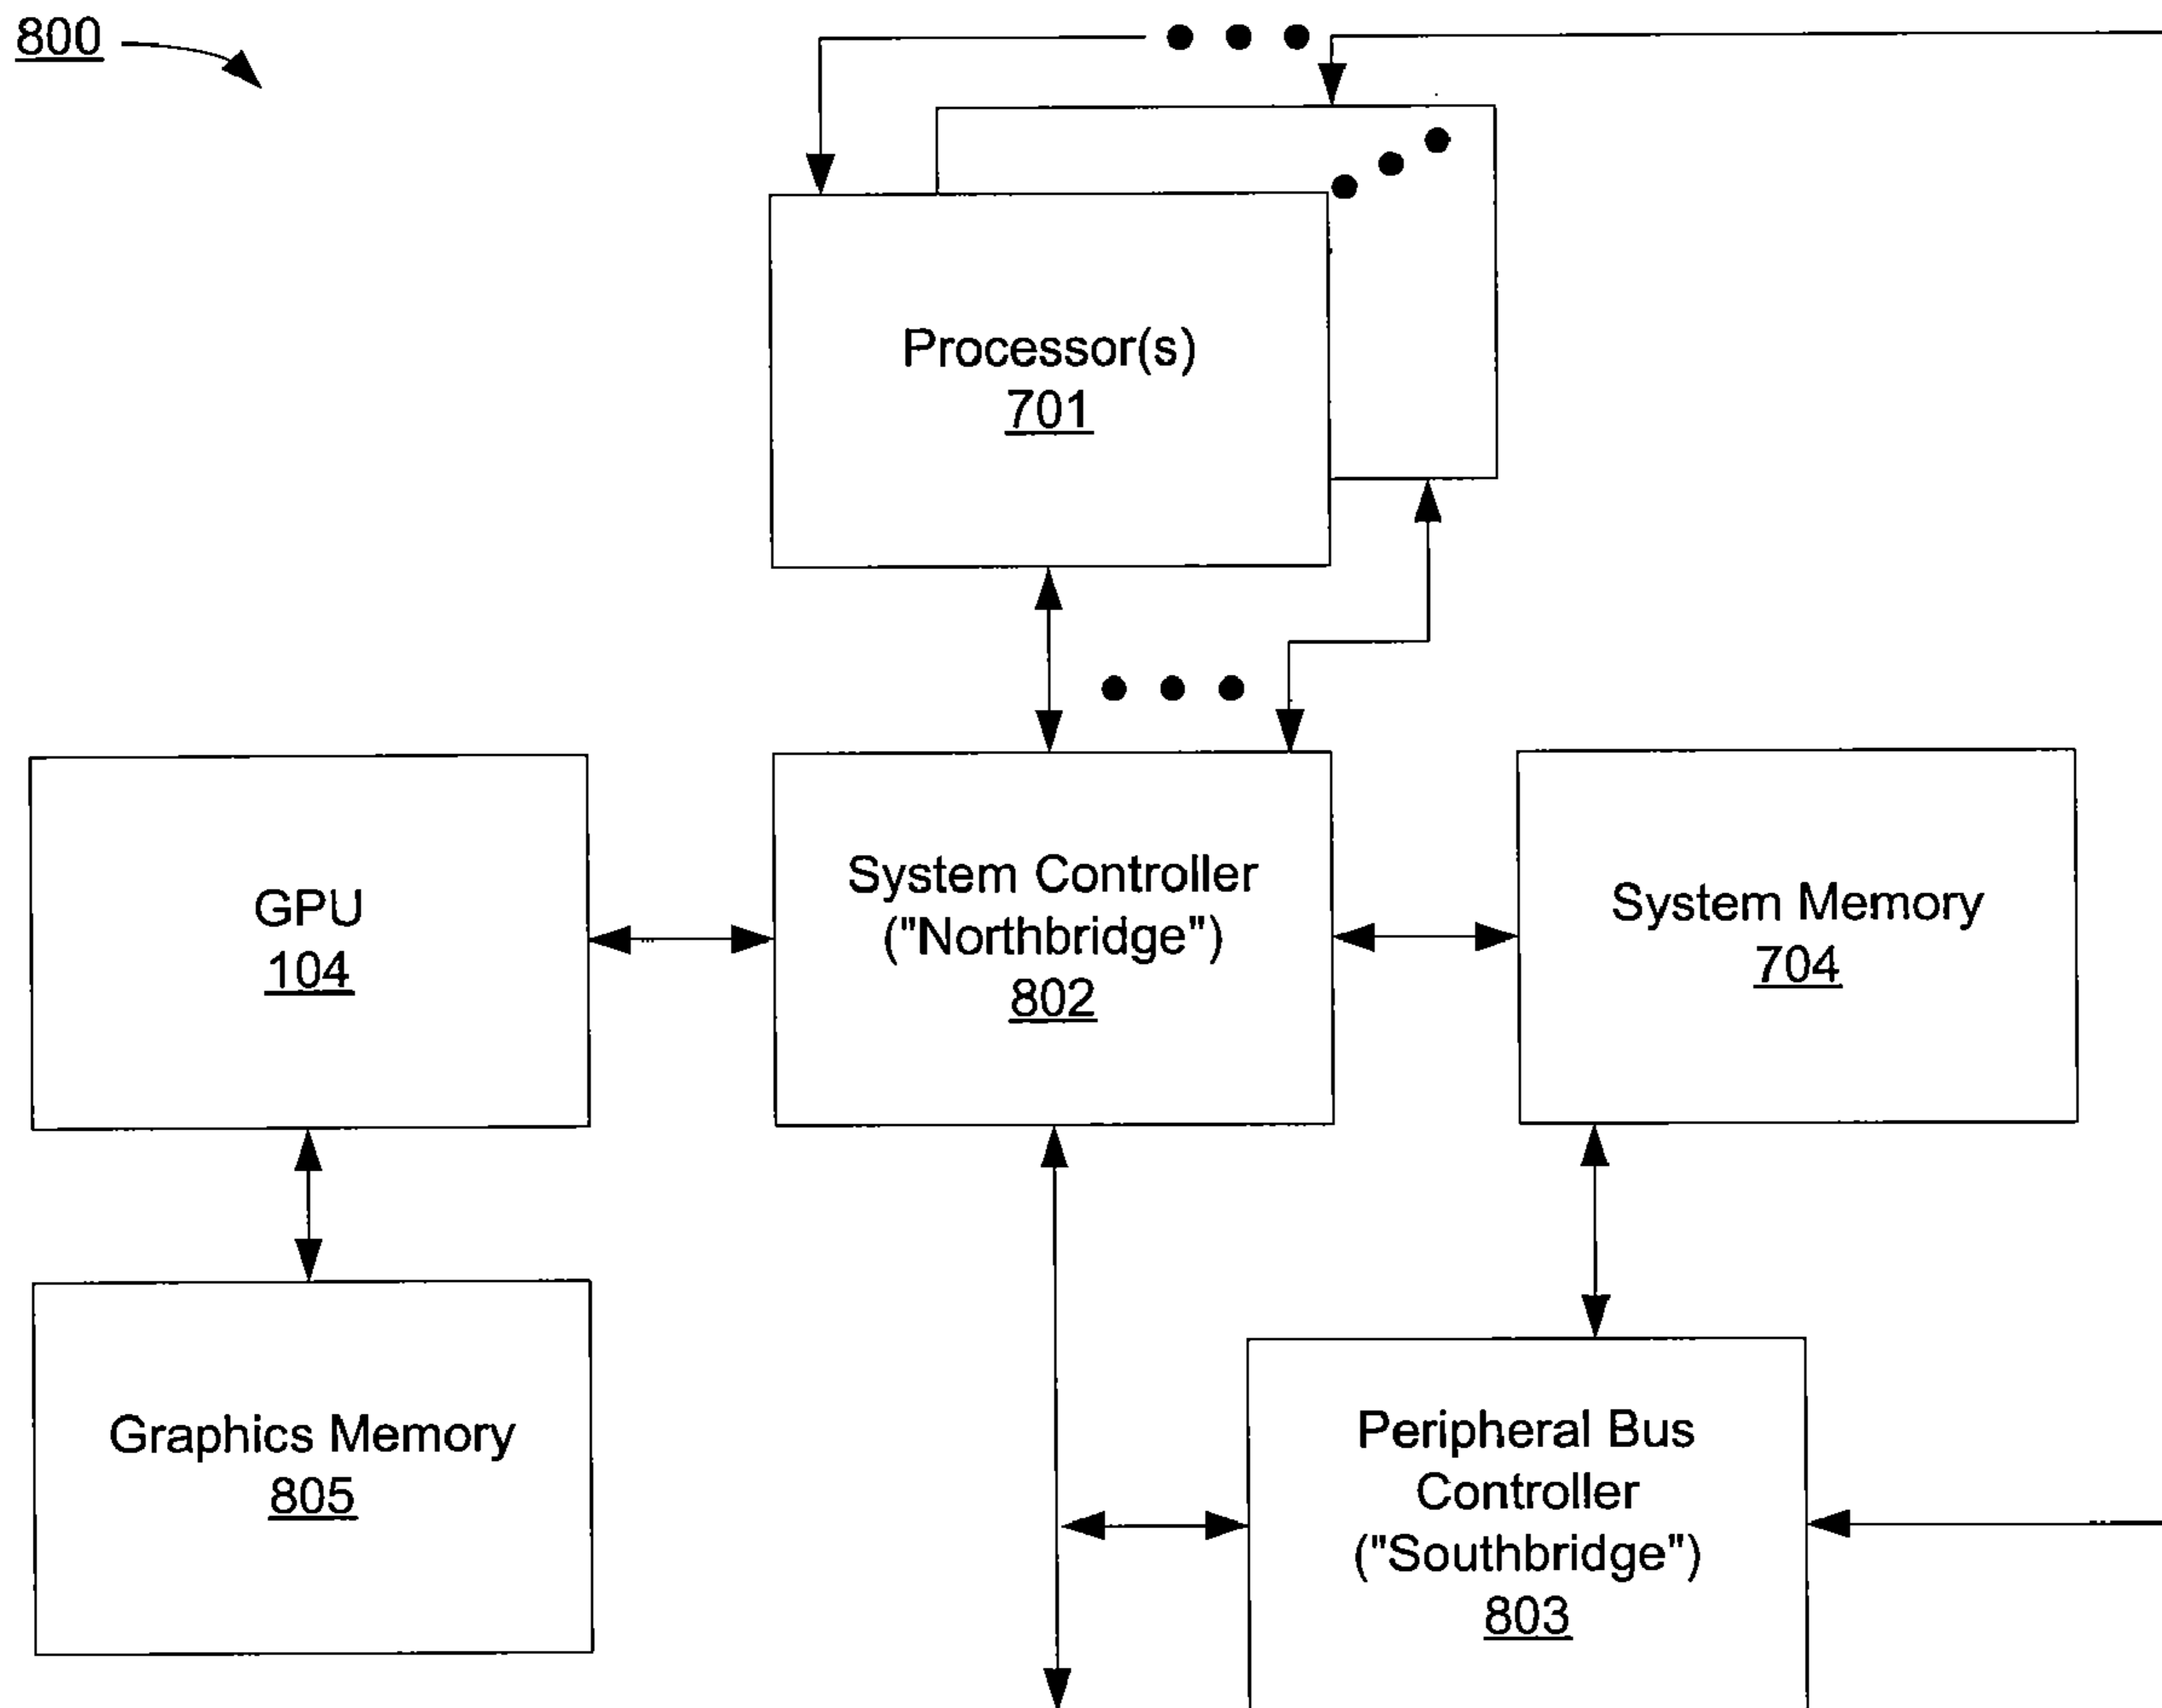 800
Processor(s)
701
GPU
104
System Controller
("Northbridge")
802
System Memory
704
Graphics Memory
805
Peripheral Bus
Controller
("Southbridge")
803